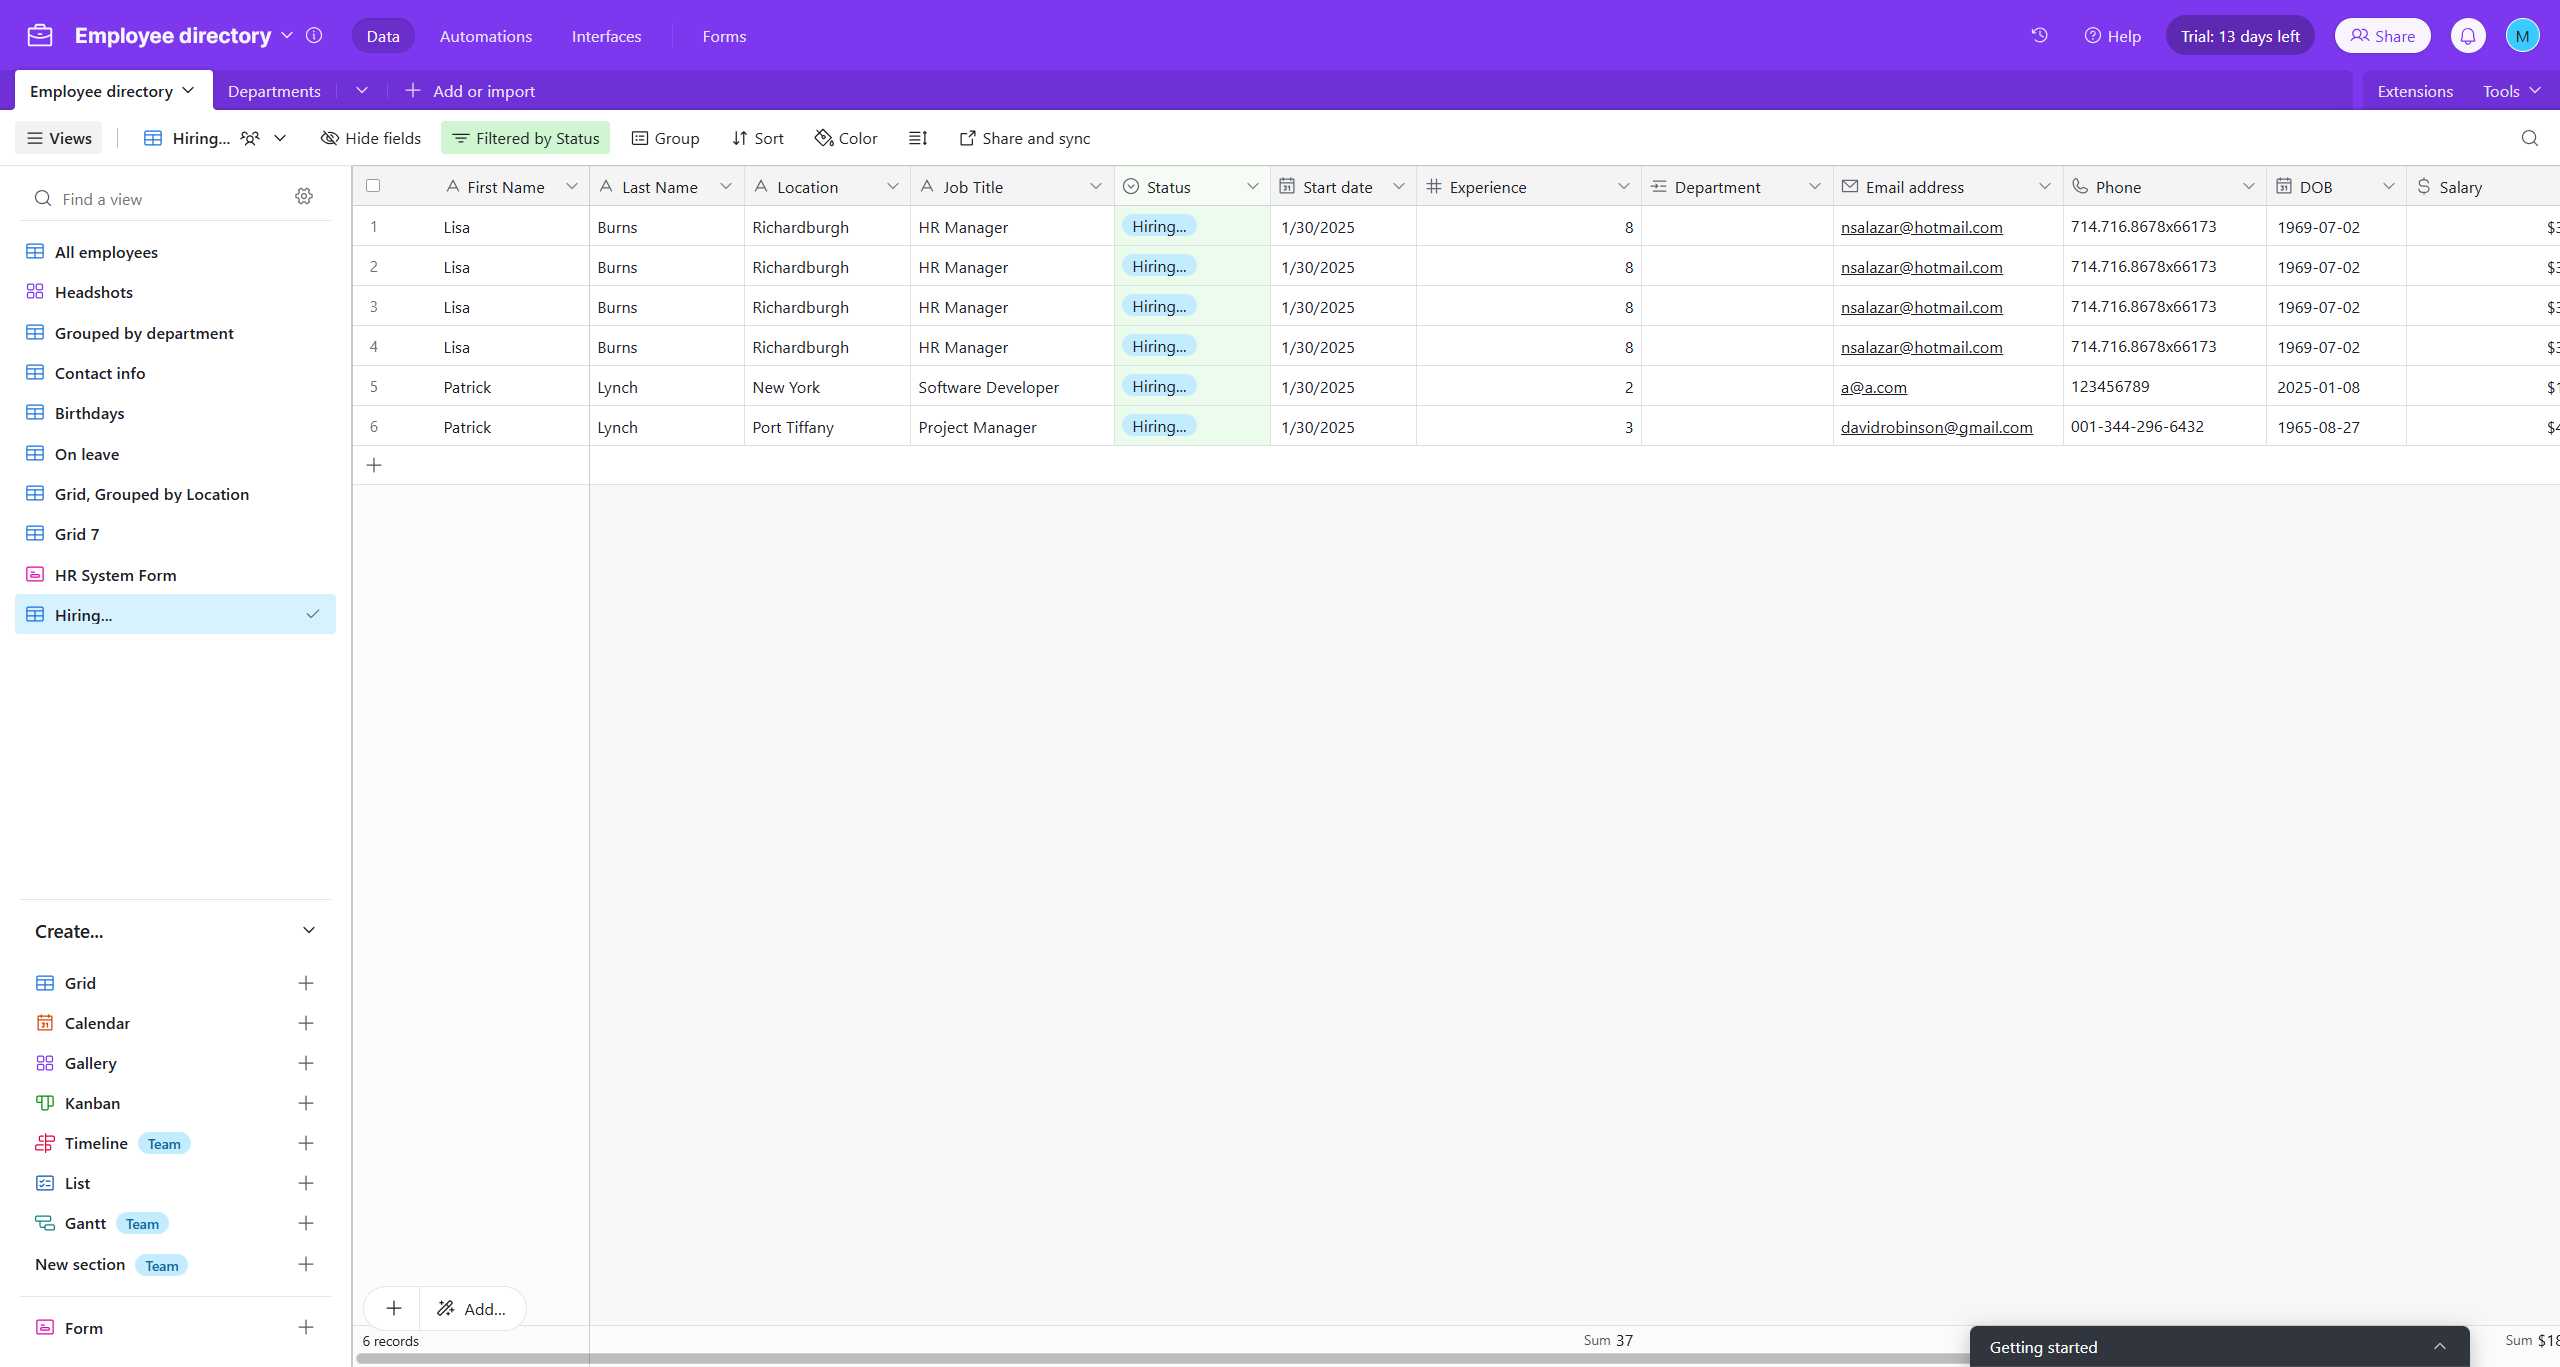 Employee directory Data Automations Interfaces Forms Help Trial: 13 days left Share M
Employee directory Departments Add or import Extensions Tools
Views Hiring... Hide fields Filtered by Status Group Sort Color Share and sync
Find a view
All employees
Headshots
Grouped by department
Contact info
Birthdays
On leave
Grid, Grouped by Location
Grid 7
HR System Form
Hiring...
Create...
Grid
Calendar
Gallery
Kanban
Timeline Team
List
Gantt Team
New section Team
Form
First Name Last Name Location Job Title Status Start date Experience Department Email address Phone DOB Salary
1 Lisa Burns Richardburgh HR Manager Hiring... 1/30/2025 8 nsalazar@hotmail.com 714.716.8678x66173 1969-07-02
2 Lisa Burns Richardburgh HR Manager Hiring... 1/30/2025 8 nsalazar@hotmail.com 714.716.8678x66173 1969-07-02
3 Lisa Burns Richardburgh HR Manager Hiring... 1/30/2025 8 nsalazar@hotmail.com 714.716.8678x66173 1969-07-02
4 Lisa Burns Richardburgh HR Manager Hiring... 1/30/2025 8 nsalazar@hotmail.com 714.716.8678x66173 1969-07-02
5 Patrick Lynch New York Software Developer Hiring... 1/30/2025 2 a@a.com 123456789 2025-01-08
6 Patrick Lynch Port Tiffany Project Manager Hiring... 1/30/2025 3 davidrobinson@gmail.com 001-344-296-6432 1965-08-27
Add...
6 records Sum 37 Sum
Getting started